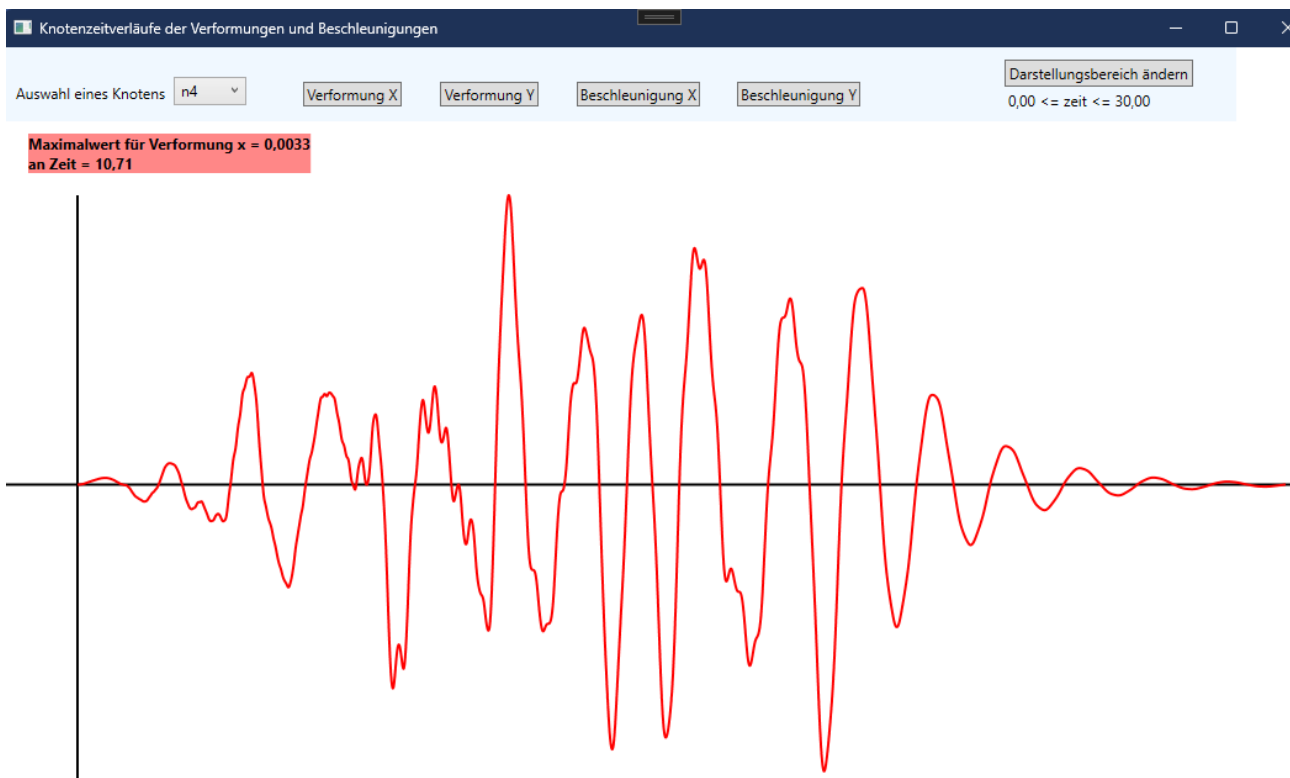 Knotenzeitverläufe der Verformungen und Beschleunigungen
Auswahl eines Knotens n4 Verformung X Verformung Y Beschleunigung X Beschleunigung Y Darstellungsbereich ändern
0,00 <= zeit <= 30,00
Maximalwert für Verformung x = 0,0033
an Zeit = 10,71